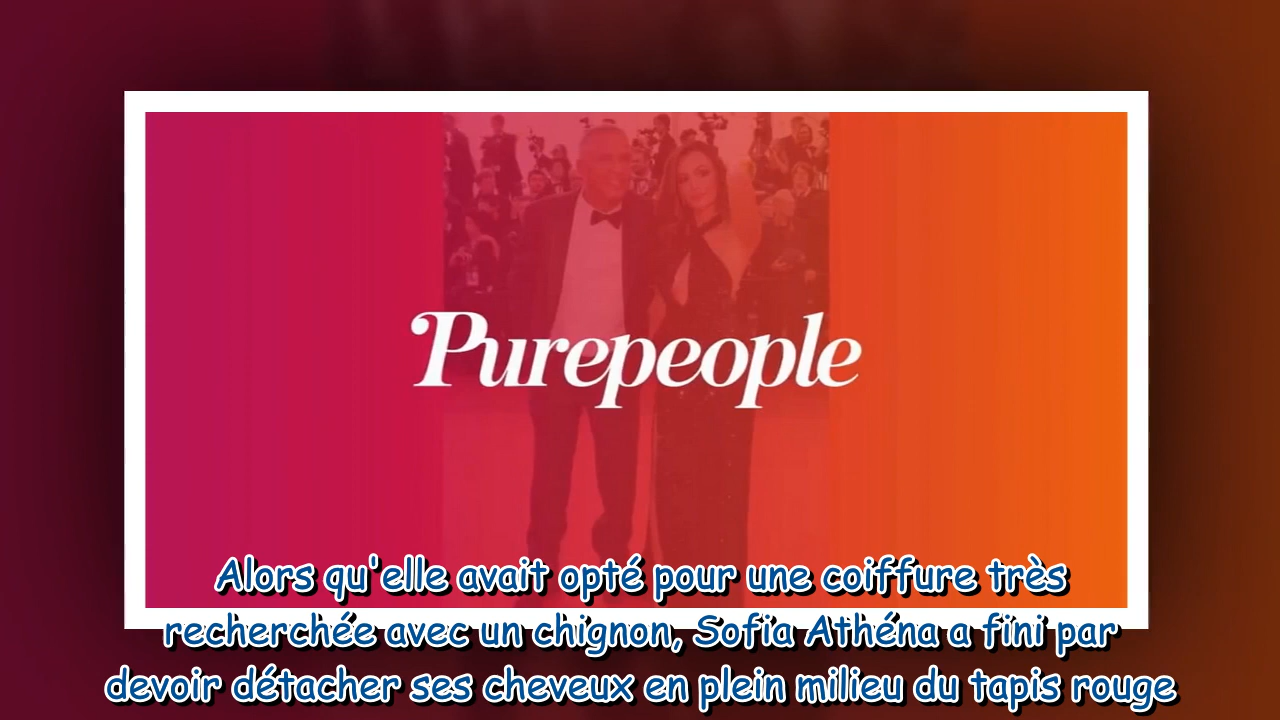 Purepeople
Alors qu'elle avait opté pour une coiffure très
recherchée avec un chignon, Sofia Athéna a fini par
devoir détacher ses cheveux en plein milieu du tapis rouge